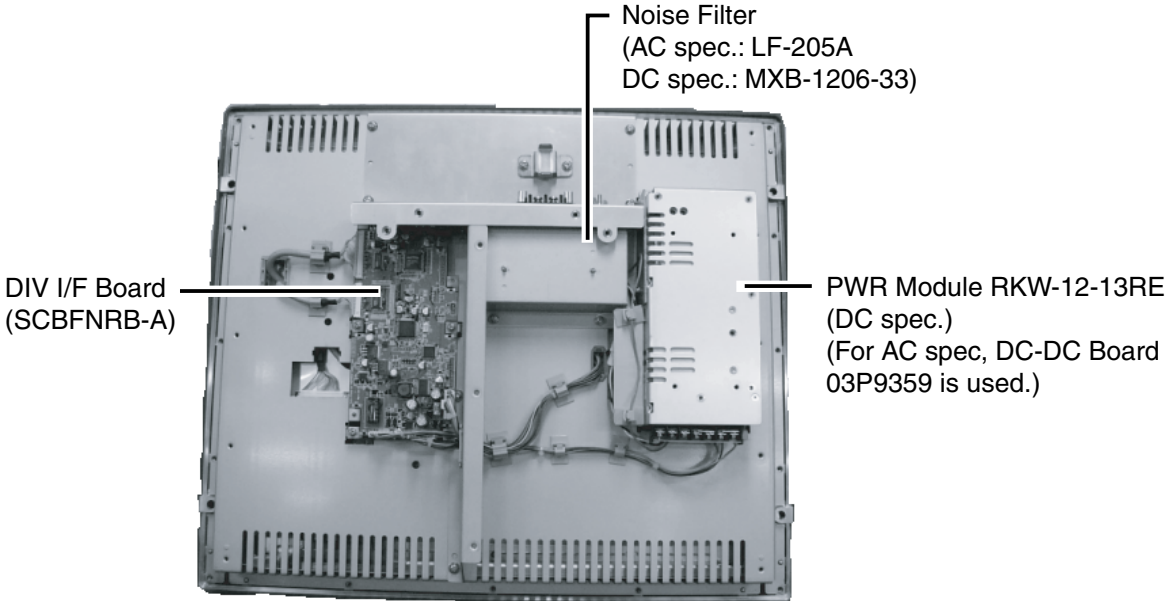 Noise Filter
(AC spec.: LF-205A
DC spec.: MXB-1206-33)
DIV I/F Board
(SCBFNRB-A)
PWR Module RKW-12-13RE
(DC spec.)
(For AC spec, DC-DC Board
03P9359 is used.)